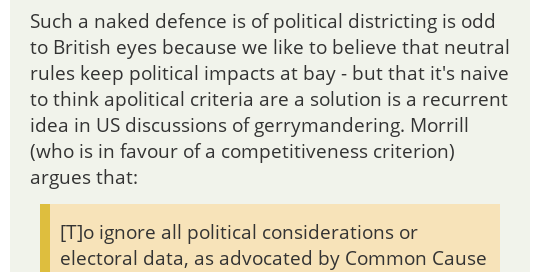 Such a naked defence is of political districting is odd
to British eyes because we like to believe that neutral
rules keep political impacts at bay - but that it's naive
to think apolitical criteria are a solution is a recurrent
idea in US discussions of gerrymandering. Morrill
(who is in favour of a competitiveness criterion)
argues that:
[T]o ignore all political considerations or
electoral data, as advocated by Common Cause